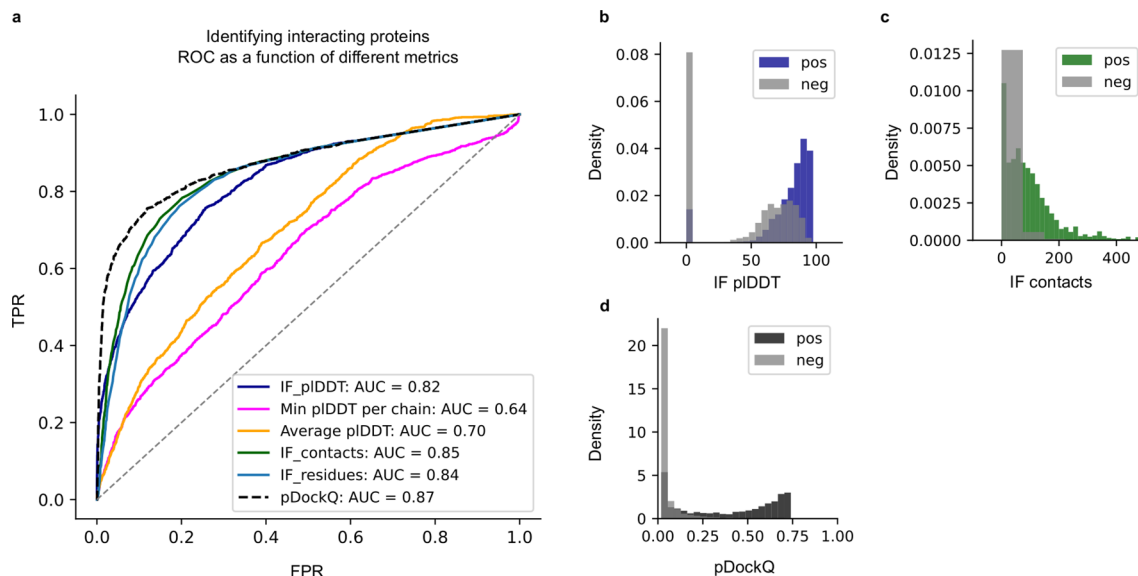 a
Identifying interacting proteins
ROC as a function of different metrics
TPR
1.0
0.8
0.6
0.4
0.2
0.0
IF_plDDT: AUC = 0.82
Min plDDT per chain: AUC = 0.64
Average plDDT: AUC = 0.70
IF_contacts: AUC = 0.85
IF_residues: AUC = 0.84
pDockQ: AUC = 0.87
0.0 0.2 0.4 0.6 0.8 1.0
FPR
b
Density
0.08
0.06
0.04
0.02
0.00
pos
neg
0 50 100
IF plDDT
c
Density
0.0125
0.0100
0.0075
0.0050
0.0025
0.0000
pos
neg
0 200 400
IF contacts
d
Density
20
15
10
5
0
pos
neg
0.00 0.25 0.50 0.75 1.00
pDockQ